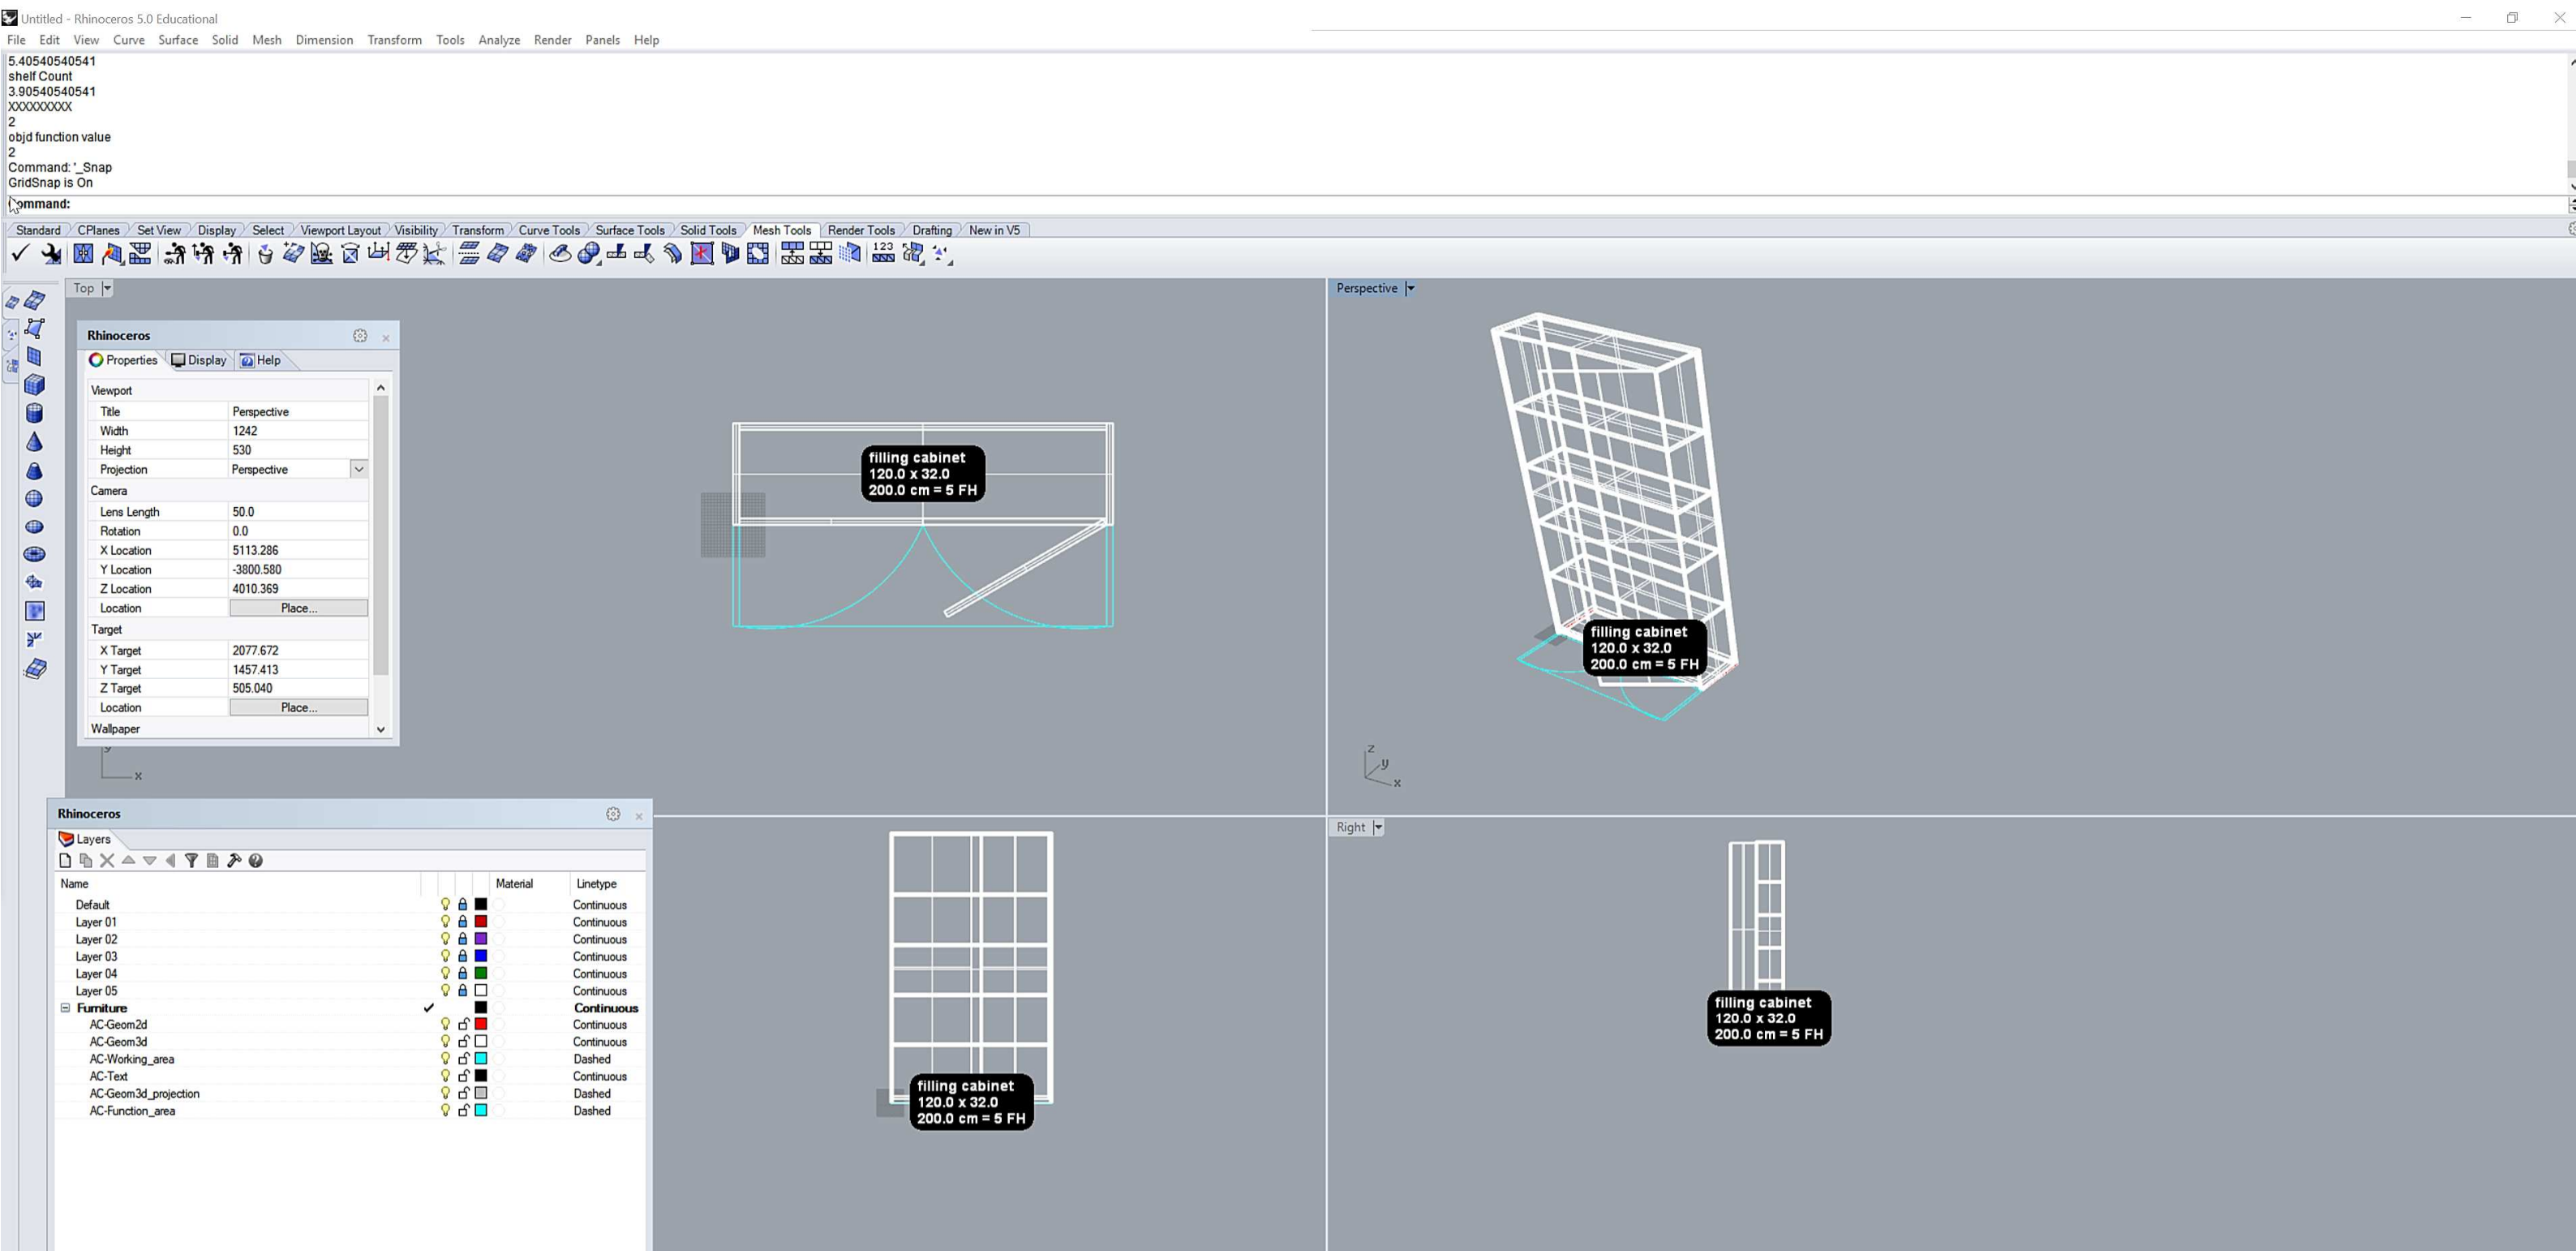 Untitled - Rhinoceros 5.0 Educational
File Edit View Curve Surface Solid Mesh Dimension Transform Tools Analyze Render Panels Help
5.40540540541
shelf Count
3.90540540541
XXXXXXXXX
2
objd function value
2
Command: '_Snap
GridSnap is On
Command:
Standard CPlanes Set View Display Select Viewport Layout Visibility Transform Curve Tools Surface Tools Solid Tools Mesh Tools Render Tools Drafting New in V5
123
Top
Perspective
Rhinoceros
Properties Display Help
Viewport
Title Perspective
Width 1242
Height 530
Projection Perspective
Camera
Lens Length 50.0
Rotation 0.0
X Location 5113.286
Y Location -3800.580
Z Location 4010.369
Location Place...
Target
X Target 2077.672
Y Target 1457.413
Z Target 505.040
Location Place...
Wallpaper
y
x
filling cabinet
120.0 x 32.0
200.0 cm = 5 FH
filling cabinet
120.0 x 32.0
200.0 cm = 5 FH
z
y
x
Rhinoceros
Layers
Name Material Linetype
Default Continuous
Layer 01 Continuous
Layer 02 Continuous
Layer 03 Continuous
Layer 04 Continuous
Layer 05 Continuous
Furniture Continuous
AC-Geom2d Continuous
AC-Geom3d Continuous
AC-Working_area Dashed
AC-Text Continuous
AC-Geom3d_projection Dashed
AC-Function_area Dashed
filling cabinet
120.0 x 32.0
200.0 cm = 5 FH
Right
filling cabinet
120.0 x 32.0
200.0 cm = 5 FH